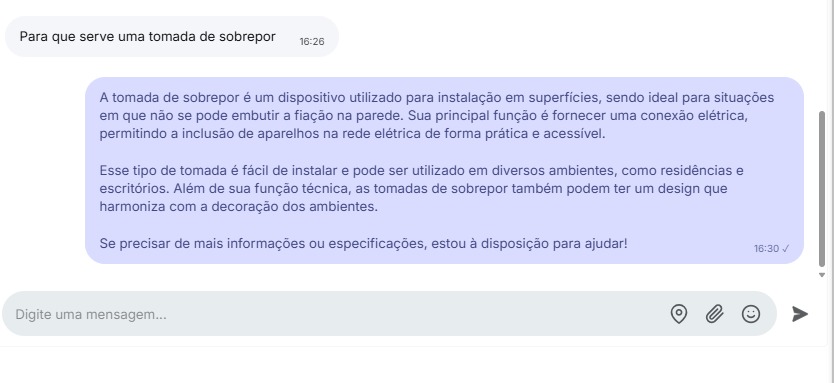 Para que serve uma tomada de sobrepor
16:26
A tomada de sobrepor é um dispositivo utilizado para instalação em superfícies, sendo ideal para situações
em que não se pode embutir a fiação na parede. Sua principal função é fornecer uma conexão elétrica,
permitindo a inclusão de aparelhos na rede elétrica de forma prática e acessível.
Esse tipo de tomada é fácil de instalar e pode ser utilizado em diversos ambientes, como residências e
escritórios. Além de sua função técnica, as tomadas de sobrepor também podem ter um design que
harmoniza com a decoração dos ambientes.
Se precisar de mais informações ou especificações, estou à disposição para ajudar!
16:30 ✓
Digite uma mensagem...